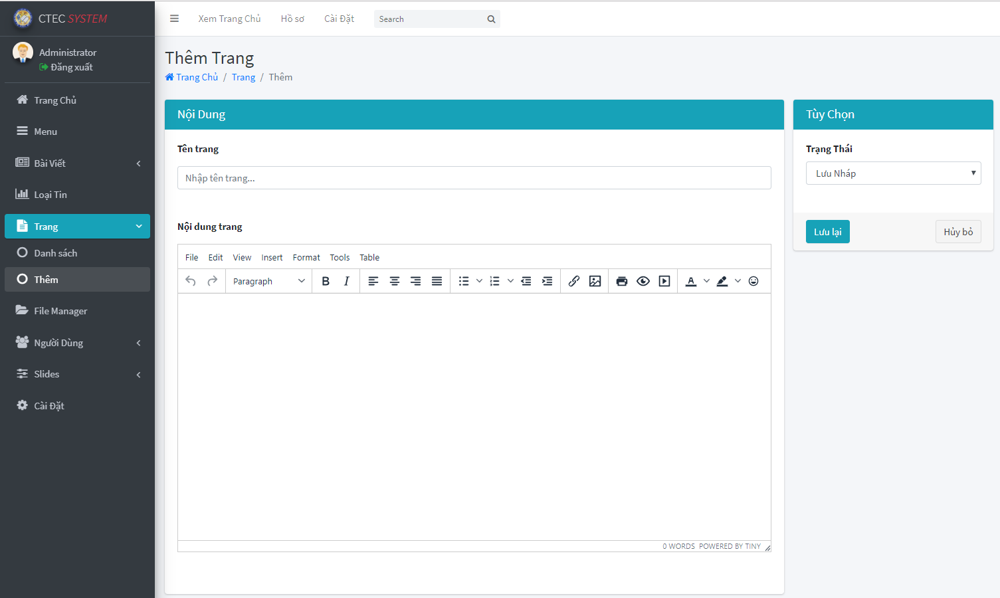 CTEC SYSTEM
Administrator
Đăng xuất
Trang Chủ
Menu
Bài Viết
Loại Tin
Trang
Danh sách
Thêm
File Manager
Người Dùng
Slides
Cài Đặt
Xem Trang Chủ Hồ sơ Cài Đặt Search
Thêm Trang
Trang Chủ / Trang / Thêm
Nội Dung
Tên trang
Nhập tên trang...
Nội dung trang
File Edit View Insert Format Tools Table
Paragraph B I A
0 WORDS POWERED BY TINY
Tùy Chọn
Trạng Thái
Lưu Nháp
Lưu lại Hủy bỏ